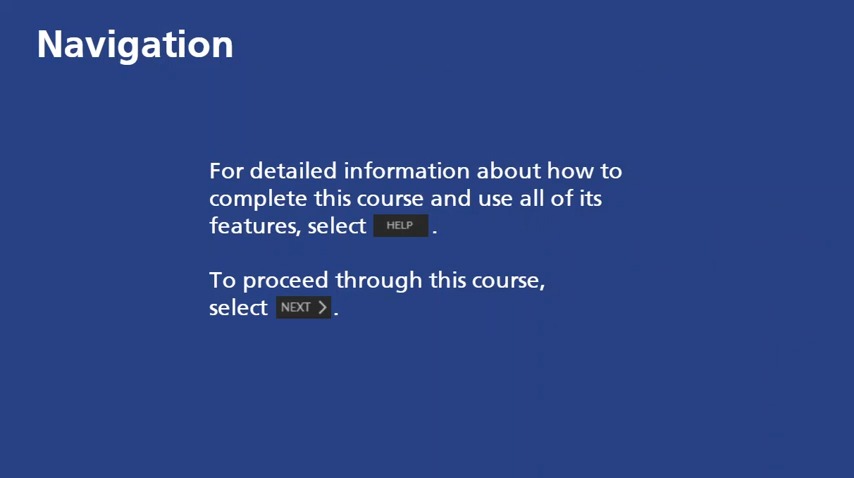 Navigation
For detailed information about how to
complete this course and use all of its
features, select HELP .
To proceed through this course,
select NEXT > .